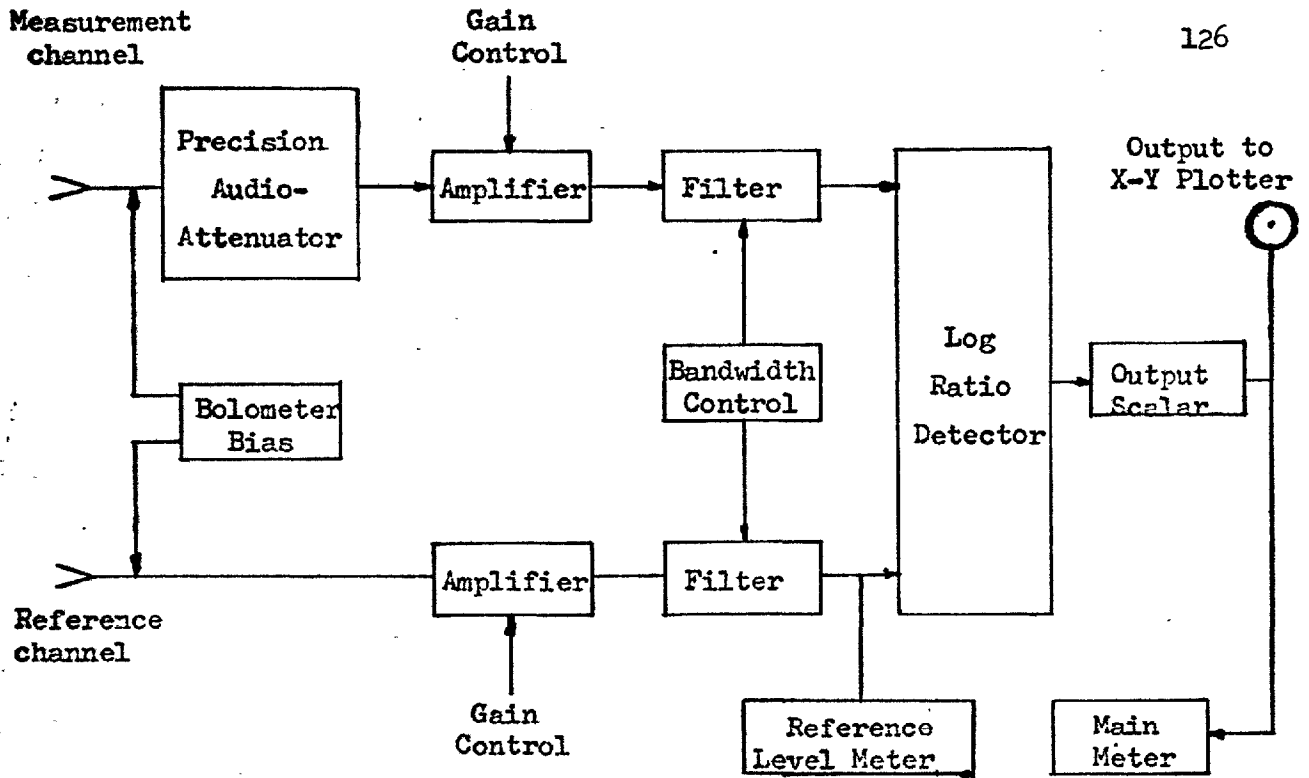 Measurement
channel
Gain
Control
126
Precision
Audio-
Attenuator
Amplifier
Filter
Output to
X-Y Plotter
Bolometer
Bias
Bandwidth
Control
Log
Ratio
Detector
Output
Scalar
Amplifier
Filter
Reference
channel
Gain
Control
Reference
Level Meter
Main
Meter